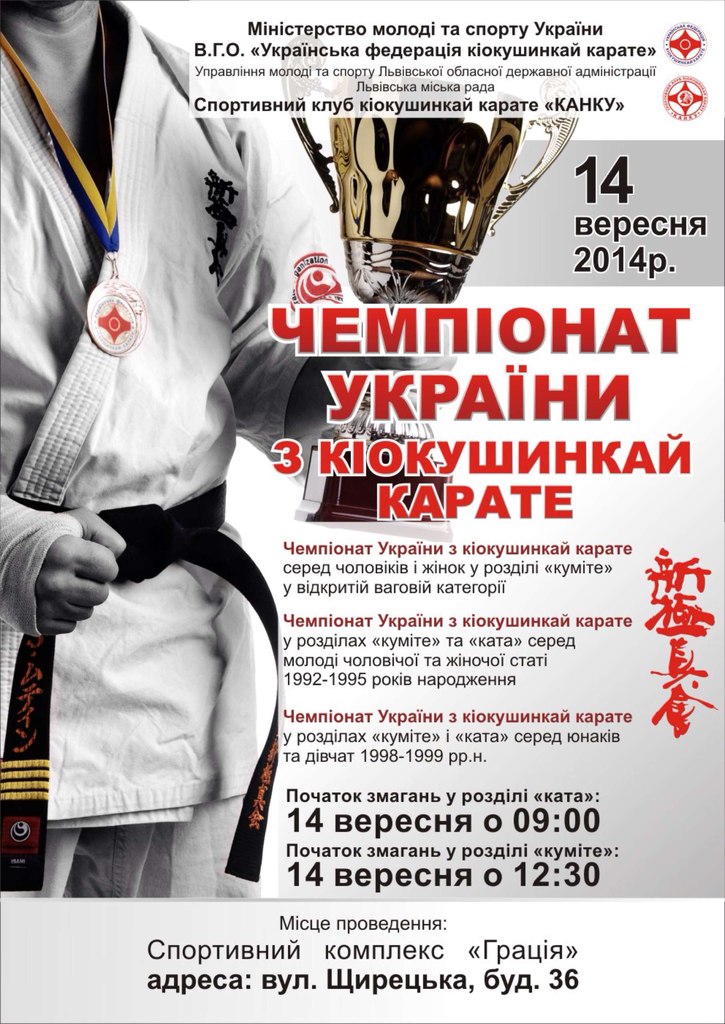 Міністерство молоді та спорту України
В.Г.О. «Українська федерація кіокушинкай карате»
Управління молоді та спорту Львівської обласної державної адміністрації
Львівська міська рада
Спортивний клуб кіокушинкай карате «КАНКУ»
14
вересня
2014р.
ЧЕМПІОНАТ
УКРАЇНИ
З КІОКУШИНКАЙ
КАРАТЕ
Чемпіонат України з кіокушинкай карате
серед чоловіків і жінок у розділі «куміте»
у відкритій ваговій категорії
Чемпіонат України з кіокушинкай карате
у розділах «куміте» та «ката» серед
молоді чоловічої та жіночої статі
1992-1995 років народження
Чемпіонат України з кіокушинкай карате
у розділах «куміте» і «ката» серед юнаків
та дівчат 1998-1999 рр.н.
新極真會
Початок змагань у розділі «ката»:
14 вересня о 09:00
Початок змагань у розділі «куміте»:
14 вересня о 12:30
Місце проведення:
Спортивний комплекс «Грація»
адреса: вул. Щирецька, буд. 36